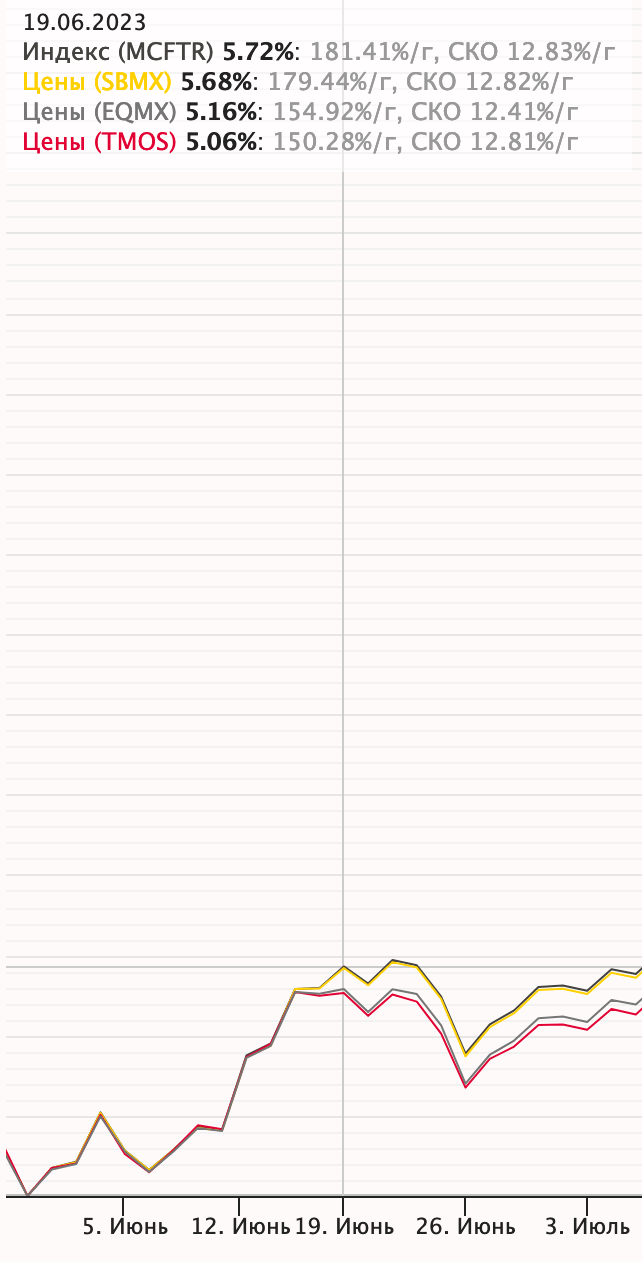 19.06.2023
Индекс (MCFTR) 5.72%: 181.41%/г, СКО 12.83%/г
Цены (SBMX) 5.68%: 179.44%/г, СКО 12.82%/г
Цены (EQMX) 5.16%: 154.92%/г, СКО 12.41%/г
Цены (TMOS) 5.06%: 150.28%/г, СКО 12.81%/г
5. Июнь 12. Июнь 19. Июнь 26. Июнь 3. Июль